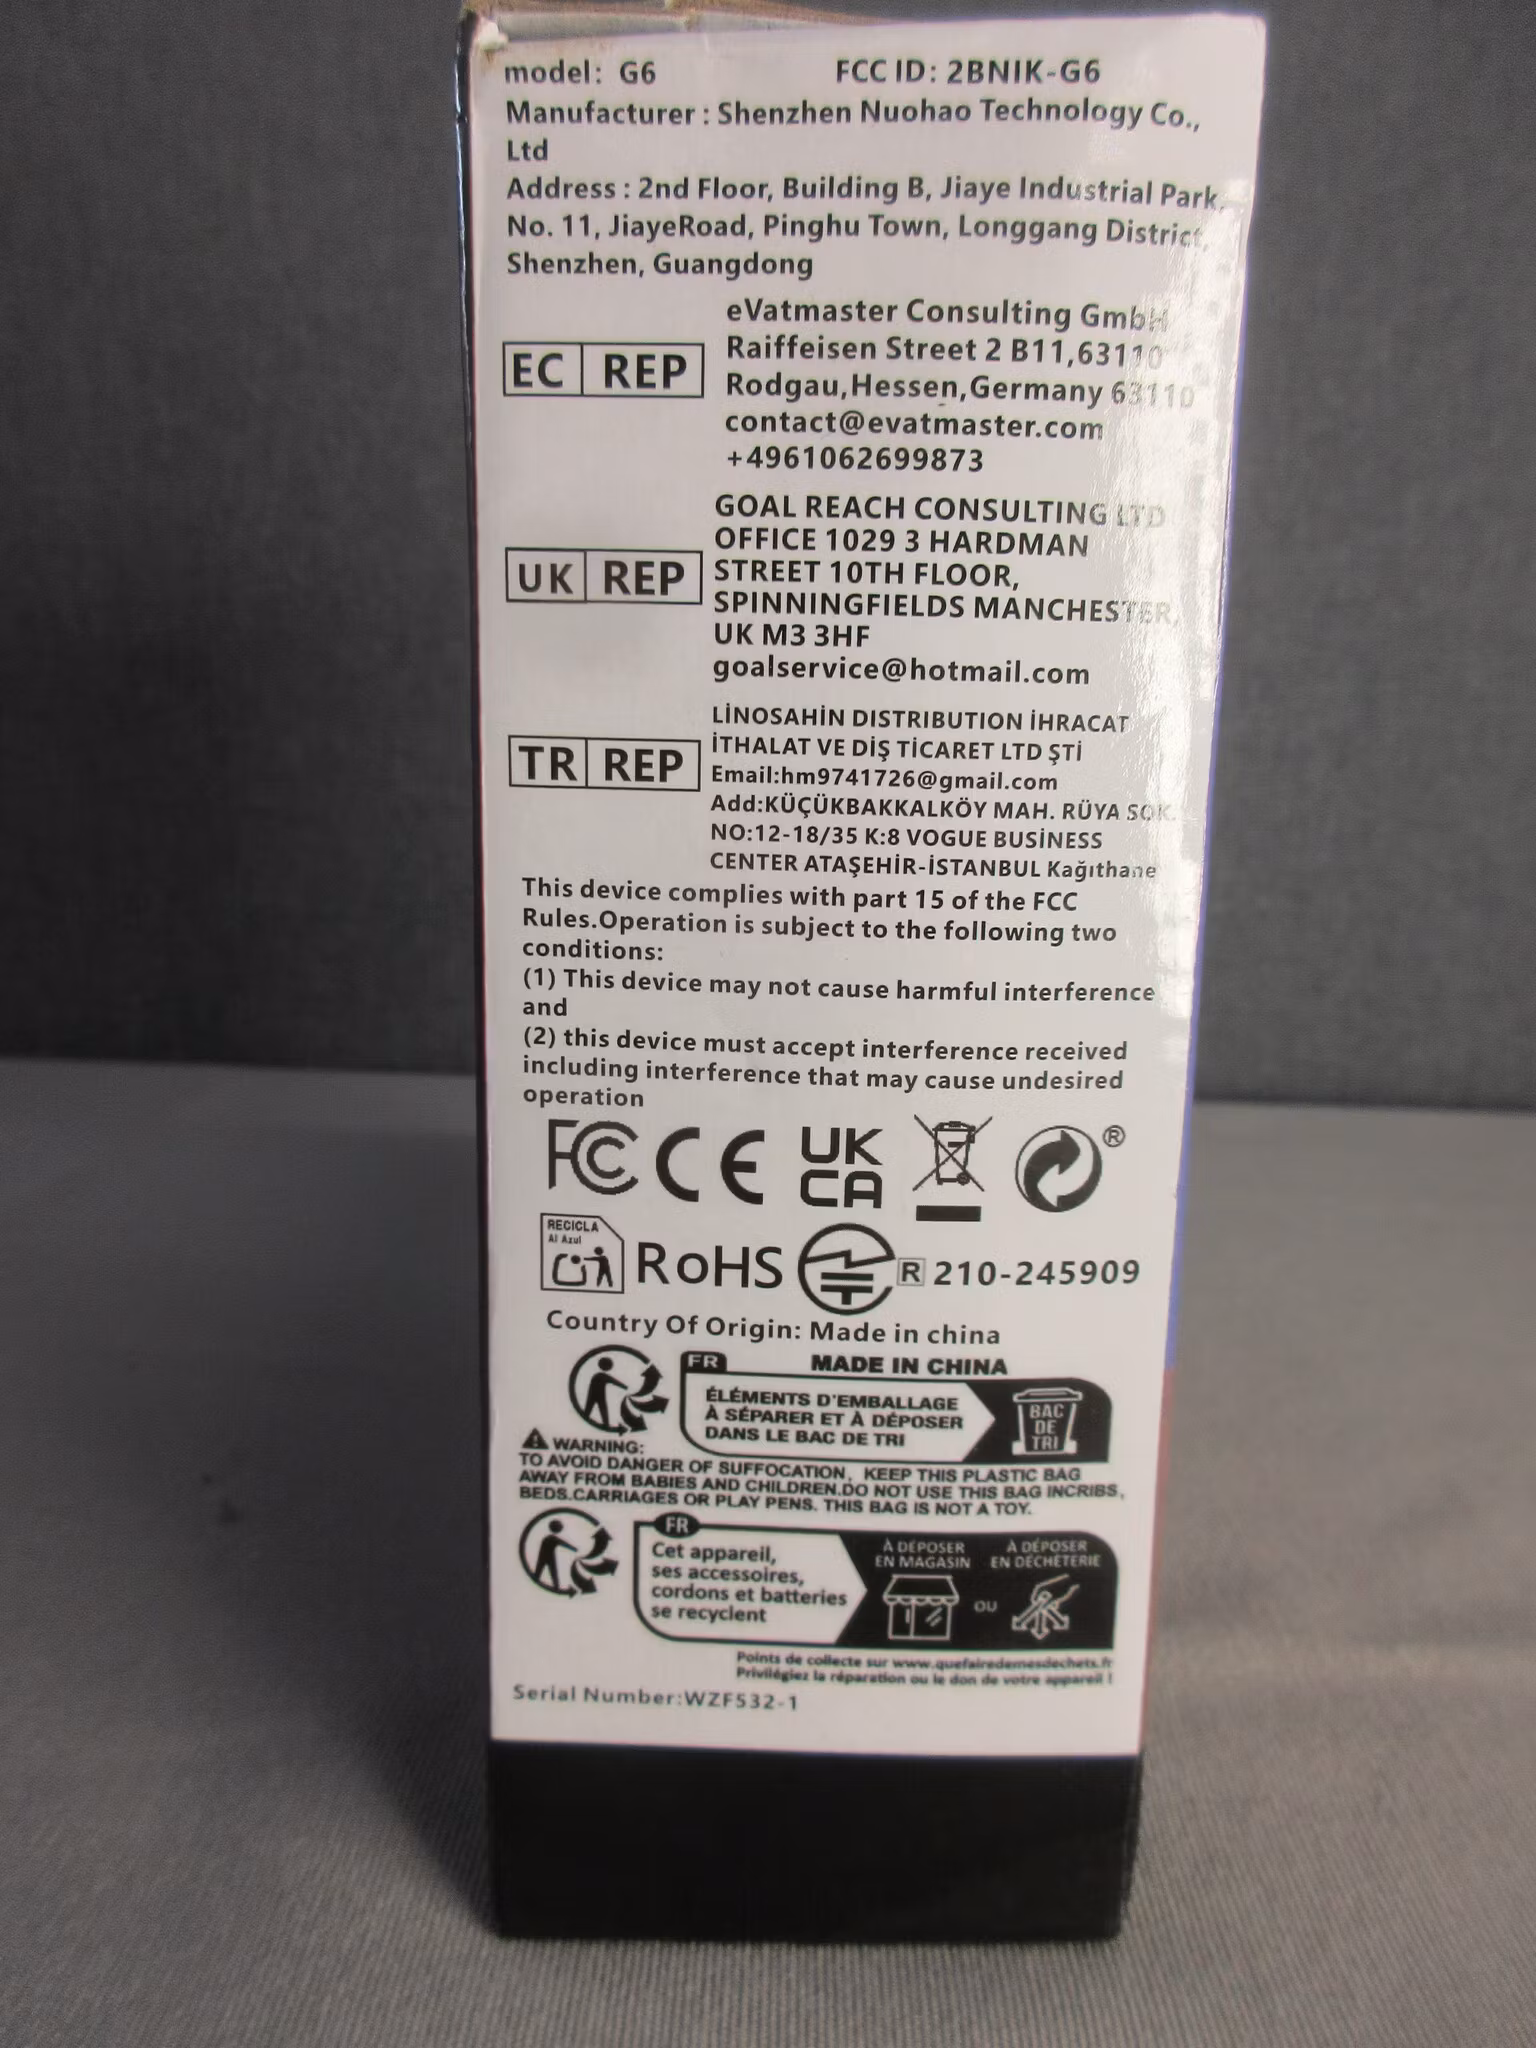 model: G6 FCC ID: 2BNIK-G6
Manufacturer : Shenzhen Nuohao Technology Co.,
Ltd
Address : 2nd Floor, Building B, Jiaye Industrial Park,
No. 11, JiayeRoad, Pinghu Town, Longgang District,
Shenzhen, Guangdong
EC REP
eVatmaster Consulting GmbH
Raiffeisen Street 2 B11,63110
Rodgau,Hessen,Germany 63110
contact@evatmaster.com
+4961062699873
UK REP
GOAL REACH CONSULTING LTD
OFFICE 1029 3 HARDMAN
STREET 10TH FLOOR,
SPINNINGFIELDS MANCHESTER,
UK M3 3HF
goalservice@hotmail.com
TR REP
LİNOSAHİN DISTRIBUTION İHRACAT
İTHALAT VE DİŞ TİCARET LTD ŞTİ
Email:hm9741726@gmail.com
Add:KÜÇÜKBAKKALKÖY MAH. RÜYA SOK.
NO:12-18/35 K:8 VOGUE BUSİNESS
CENTER ATAŞEHİR-İSTANBUL Kağıthane
This device complies with part 15 of the FCC
Rules.Operation is subject to the following two
conditions:
(1) This device may not cause harmful interference
and
(2) this device must accept interference received
including interference that may cause undesired
operation
FC CE UK CA ®
RECICLA
Al Azul
RoHS R 210-245909
Country Of Origin: Made in china
FR MADE IN CHINA
ÉLÉMENTS D'EMBALLAGE
À SÉPARER ET À DÉPOSER
DANS LE BAC DE TRI
BAC
DE
TRI
WARNING:
TO AVOID DANGER OF SUFFOCATION, KEEP THIS PLASTIC BAG
AWAY FROM BABIES AND CHILDREN.DO NOT USE THIS BAG INCRIBS,
BEDS.CARRIAGES OR PLAY PENS. THIS BAG IS NOT A TOY.
FR
Cet appareil,
ses accessoires,
cordons et batteries
se recyclent
À DÉPOSER
EN MAGASIN
OU
À DÉPOSER
EN DÉCHÈTERIE
Points de collecte sur www.quefairedemesdechets.fr
Privilégiez la réparation ou le don de votre appareil !
Serial Number:WZF532-1